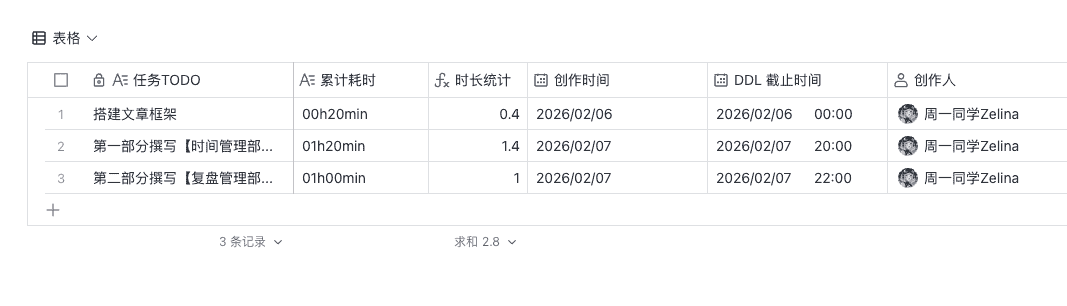 表格
任务TODO 累计耗时 时长统计 创作时间 DDL 截止时间 创作人
1 搭建文章框架 00h20min 0.4 2026/02/06 2026/02/06 00:00 周一同学Zelina
2 第一部分撰写【时间管理部... 01h20min 1.4 2026/02/07 2026/02/07 20:00 周一同学Zelina
3 第二部分撰写【复盘管理部... 01h00min 1 2026/02/07 2026/02/07 22:00 周一同学Zelina
3 条记录 求和 2.8